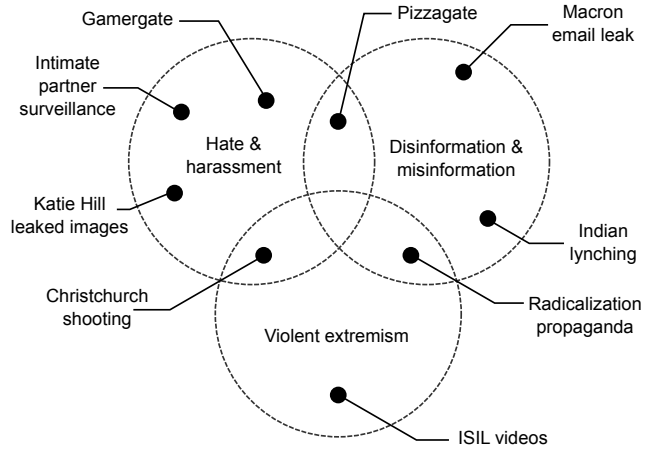 Gamergate
Pizzagate
Macron
email leak
Intimate
partner
surveillance
Hate &
harassment
Disinformation &
misinformation
Katie Hill
leaked images
Indian
lynching
Christchurch
shooting
Radicalization
propaganda
Violent extremism
ISIL videos